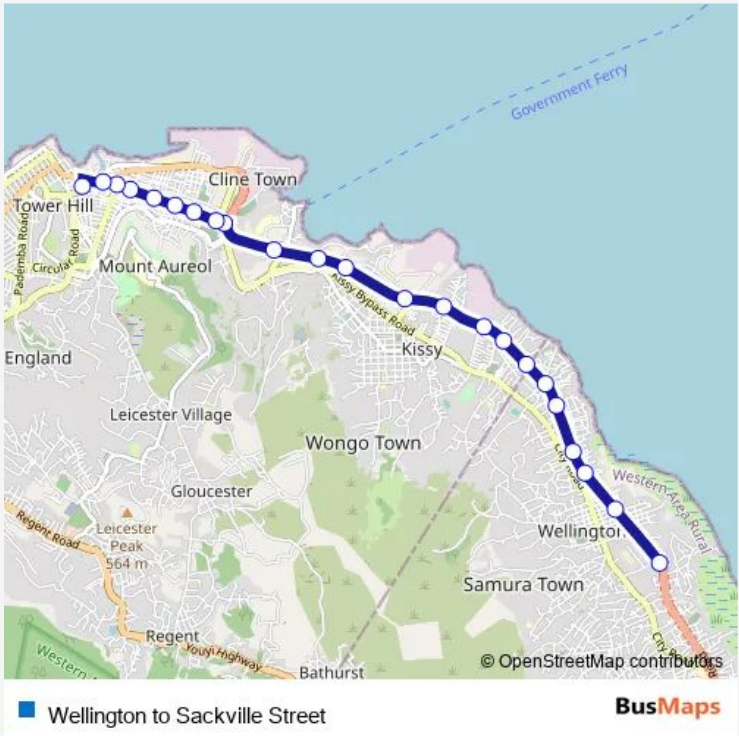 Government Ferry
Cline Town
Tower Hill
Pademba Road
Circular Road
Mount Aureol
Kissy Bypass Road
England
Kissy
Leicester Village
Wongo Town
Gloucester
City Road
Western Area Rural
Regent Road
Leicester
Peak
564 m
Wellington
Samura Town
Regent
Youyi Highway
Western
Bathurst
City
© OpenStreetMap contributors
Wellington to Sackville Street
BusMaps